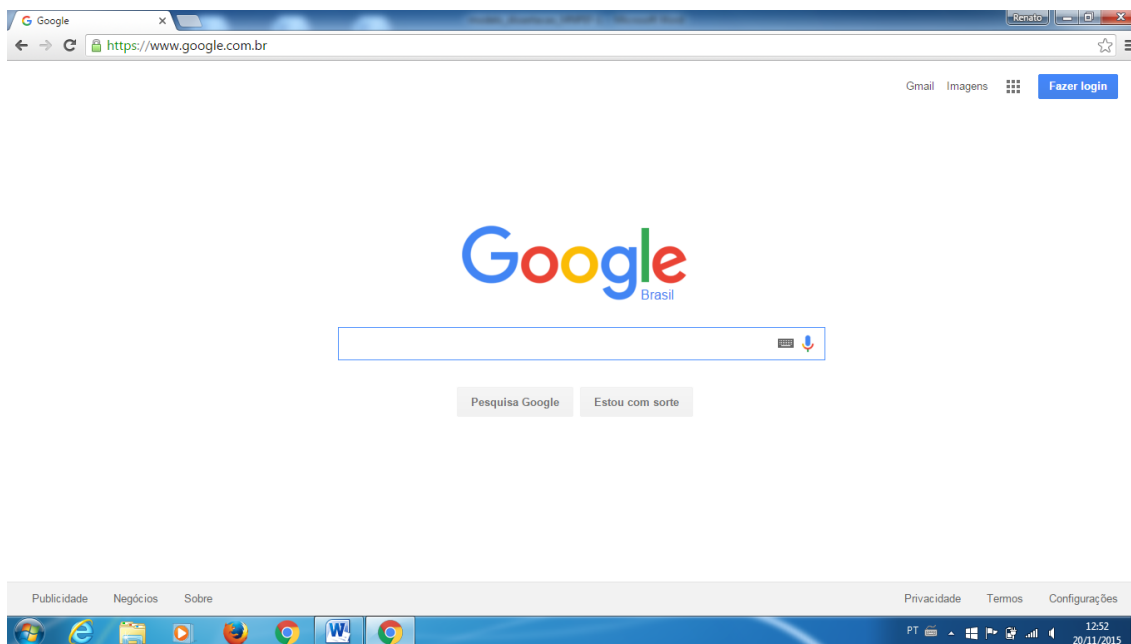 Google
Renato
https://www.google.com.br
Gmail Imagens Fazer login
Google
Brasil
Pesquisa Google Estou com sorte
Publicidade Negócios Sobre Privacidade Termos Configurações
PT 12:52
20/11/2015